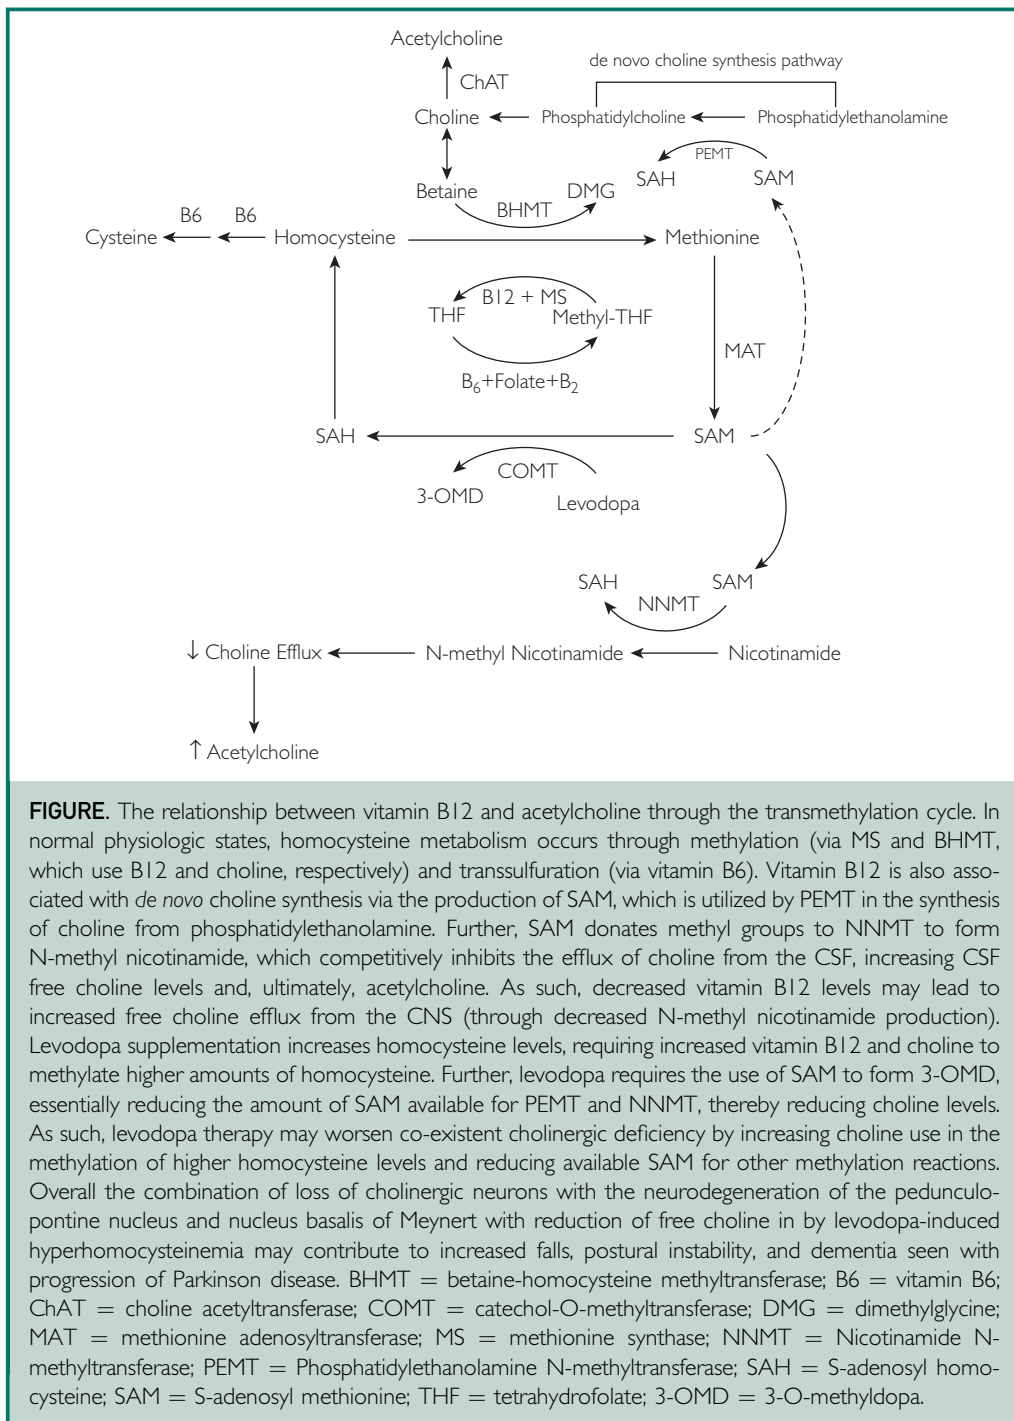 Acetylcholine
de novo choline synthesis pathway
ChAT
Choline
Phosphatidylcholine
Phosphatidylethanolamine
PEMT
SAH
SAM
Betaine
DMG
BHMT
B6
B6
Cysteine
Homocysteine
Methionine
B12 + MS
THF
Methyl-THF
MAT
B6+Folate+B2
SAH
SAM
COMT
3-OMD
Levodopa
SAH
SAM
NNMT
↓ Choline Efflux
N-methyl Nicotinamide
Nicotinamide
↑ Acetylcholine
FIGURE. The relationship between vitamin B12 and acetylcholine through the transmethylation cycle. In
normal physiologic states, homocysteine metabolism occurs through methylation (via MS and BHMT,
which use B12 and choline, respectively) and transsulfuration (via vitamin B6). Vitamin B12 is also asso-
ciated with de novo choline synthesis via the production of SAM, which is utilized by PEMT in the synthesis
of choline from phosphatidylethanolamine. Further, SAM donates methyl groups to NNMT to form
N-methyl nicotinamide, which competitively inhibits the efflux of choline from the CSF, increasing CSF
free choline levels and, ultimately, acetylcholine. As such, decreased vitamin B12 levels may lead to
increased free choline efflux from the CNS (through decreased N-methyl nicotinamide production).
Levodopa supplementation increases homocysteine levels, requiring increased vitamin B12 and choline to
methylate higher amounts of homocysteine. Further, levodopa requires the use of SAM to form 3-OMD,
essentially reducing the amount of SAM available for PEMT and NNMT, thereby reducing choline levels.
As such, levodopa therapy may worsen co-existent cholinergic deficiency by increasing choline use in the
methylation of higher homocysteine levels and reducing available SAM for other methylation reactions.
Overall the combination of loss of cholinergic neurons with the neurodegeneration of the pedunculo-
pontine nucleus and nucleus basalis of Meynert with reduction of free choline in by levodopa-induced
hyperhomocysteinemia may contribute to increased falls, postural instability, and dementia seen with
progression of Parkinson disease. BHMT = betaine-homocysteine methyltransferase; B6 = vitamin B6;
ChAT = choline acetyltransferase; COMT = catechol-O-methyltransferase; DMG = dimethylglycine;
MAT = methionine adenosyltransferase; MS = methionine synthase; NNMT = Nicotinamide N-
methyltransferase; PEMT = Phosphatidylethanolamine N-methyltransferase; SAH = S-adenosyl homo-
cysteine; SAM = S-adenosyl methionine; THF = tetrahydrofolate; 3-OMD = 3-O-methyldopa.